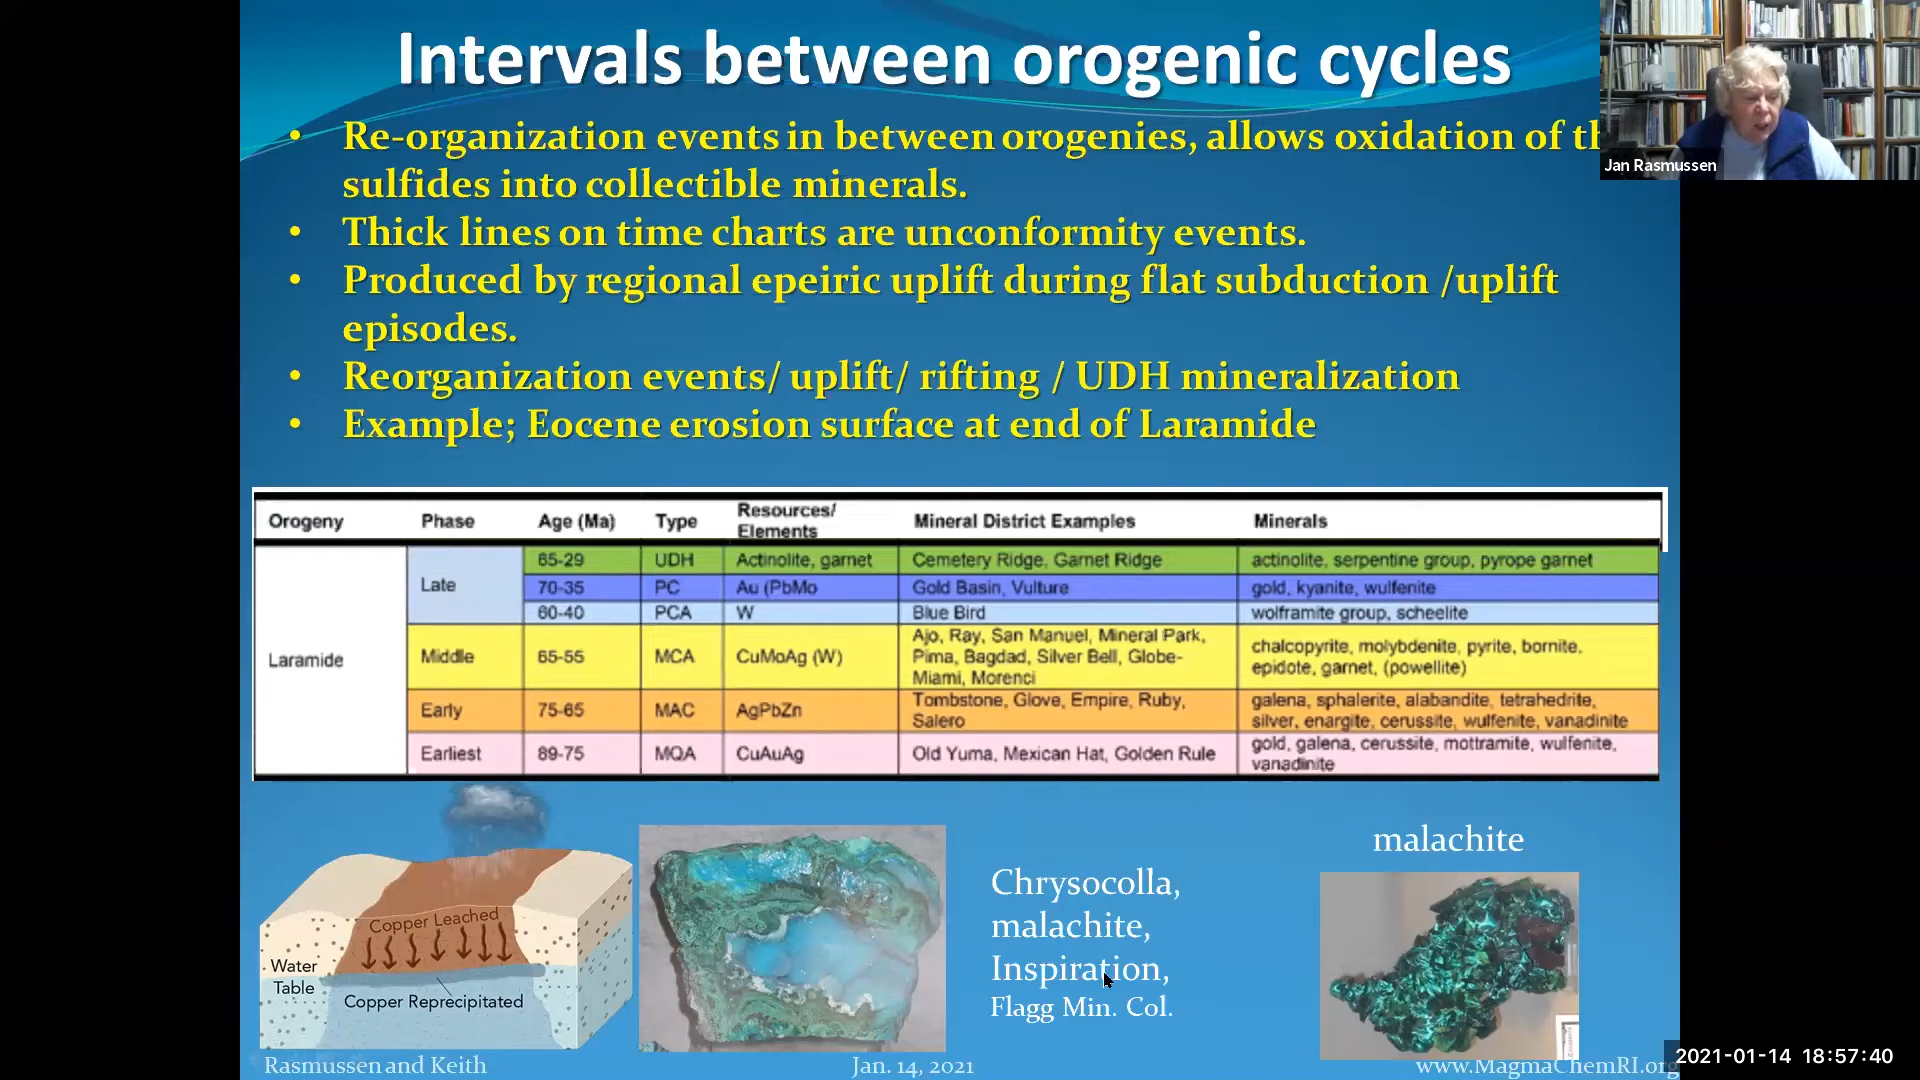 Intervals between orogenic cycles
• Re-organization events in between orogenies, allows oxidation of th
sulfides into collectible minerals.
• Thick lines on time charts are unconformity events.
• Produced by regional epeiric uplift during flat subduction /uplift
episodes.
• Reorganization events/ uplift/ rifting / UDH mineralization
• Example; Eocene erosion surface at end of Laramide
Jan Rasmussen
Orogeny Phase Age (Ma) Type Resources/ Elements Mineral District Examples Minerals
Laramide
Late
65-29 UDH Actinolite, garnet Cemetery Ridge, Garnet Ridge actinolite, serpentine group, pyrope garnet
70-35 PC Au (PbMo Gold Basin, Vulture gold, kyanite, wulfenite
60-40 PCA W Blue Bird wolframite group, scheelite
Middle 65-55 MCA CuMoAg (W)
Ajo, Ray, San Manuel, Mineral Park,
Pima, Bagdad, Silver Bell, Globe-
Miami, Morenci
chalcopyrite, molybdenite, pyrite, bornite,
epidote, garnet, (powellite)
Early 75-65 MAC AgPbZn
Tombstone, Glove, Empire, Ruby,
Salero
galena, sphalerite, alabandite, tetrahedrite,
silver, enargite, cerussite, wulfenite, vanadinite
Earliest 89-75 MQA CuAuAg Old Yuma, Mexican Hat, Golden Rule
gold, galena, cerussite, mottramite, wulfenite,
vanadinite
Copper Leached
Water
Table
Copper Reprecipitated
Chrysocolla,
malachite,
Inspiration,
Flagg Min. Col.
malachite
Rasmussen and Keith
Jan. 14, 2021
www.MagmaChemRI.org
2021-01-14 18:57:40